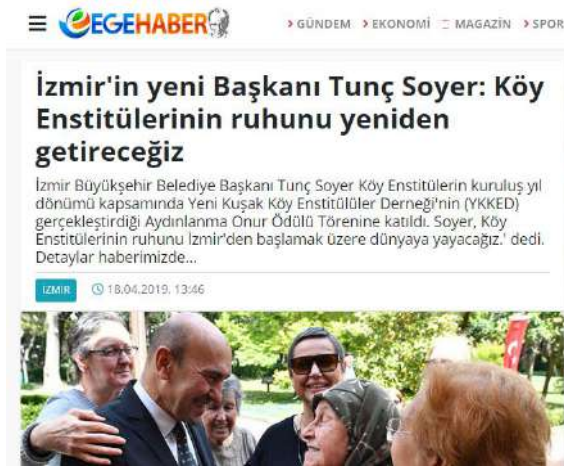 EGEHABER
GÜNDEM EKONOMİ MAGAZİN SPOR
İzmir'in yeni Başkanı Tunç Soyer: Köy
Enstitülerinin ruhunu yeniden
getireceğiz
İzmir Büyükşehir Belediye Başkanı Tunç Soyer Köy Enstitülerin kuruluş yıl
dönümü kapsamında Yeni Kuşak Köy Enstitülüler Derneği'nin (YKKED)
gerçekleştirdiği Aydınlanma Onur Ödülü Törenine katıldı. Soyer, Köy
Enstitülerinin ruhunu İzmir'den başlamak üzere dünyaya yayacağız.' dedi.
Detaylar haberimizde...
İZMİR 18.04.2019, 13:46